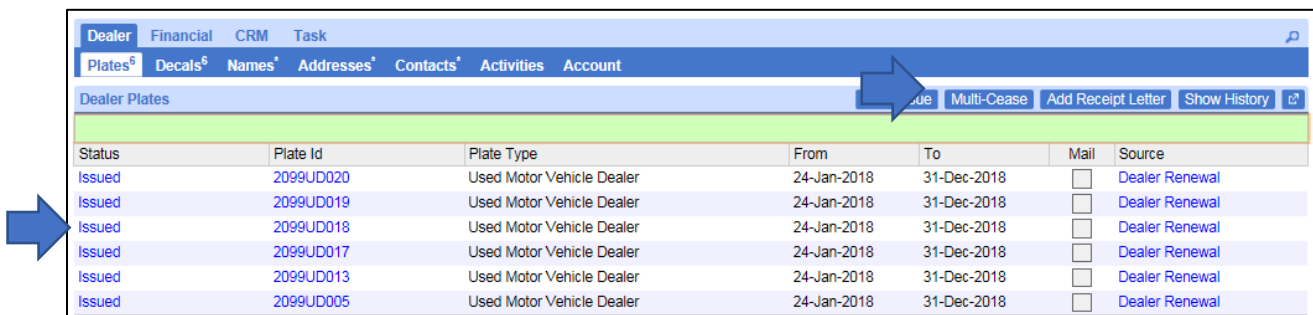 Dealer Financial CRM Task
Plates6 Decals6 Names* Addresses* Contacts* Activities Account
Dealer Plates Multi-Cease Add Receipt Letter Show History
Status Plate Id Plate Type From To Mail Source
Issued 2099UD020 Used Motor Vehicle Dealer 24-Jan-2018 31-Dec-2018 Dealer Renewal
Issued 2099UD019 Used Motor Vehicle Dealer 24-Jan-2018 31-Dec-2018 Dealer Renewal
Issued 2099UD018 Used Motor Vehicle Dealer 24-Jan-2018 31-Dec-2018 Dealer Renewal
Issued 2099UD017 Used Motor Vehicle Dealer 24-Jan-2018 31-Dec-2018 Dealer Renewal
Issued 2099UD013 Used Motor Vehicle Dealer 24-Jan-2018 31-Dec-2018 Dealer Renewal
Issued 2099UD005 Used Motor Vehicle Dealer 24-Jan-2018 31-Dec-2018 Dealer Renewal